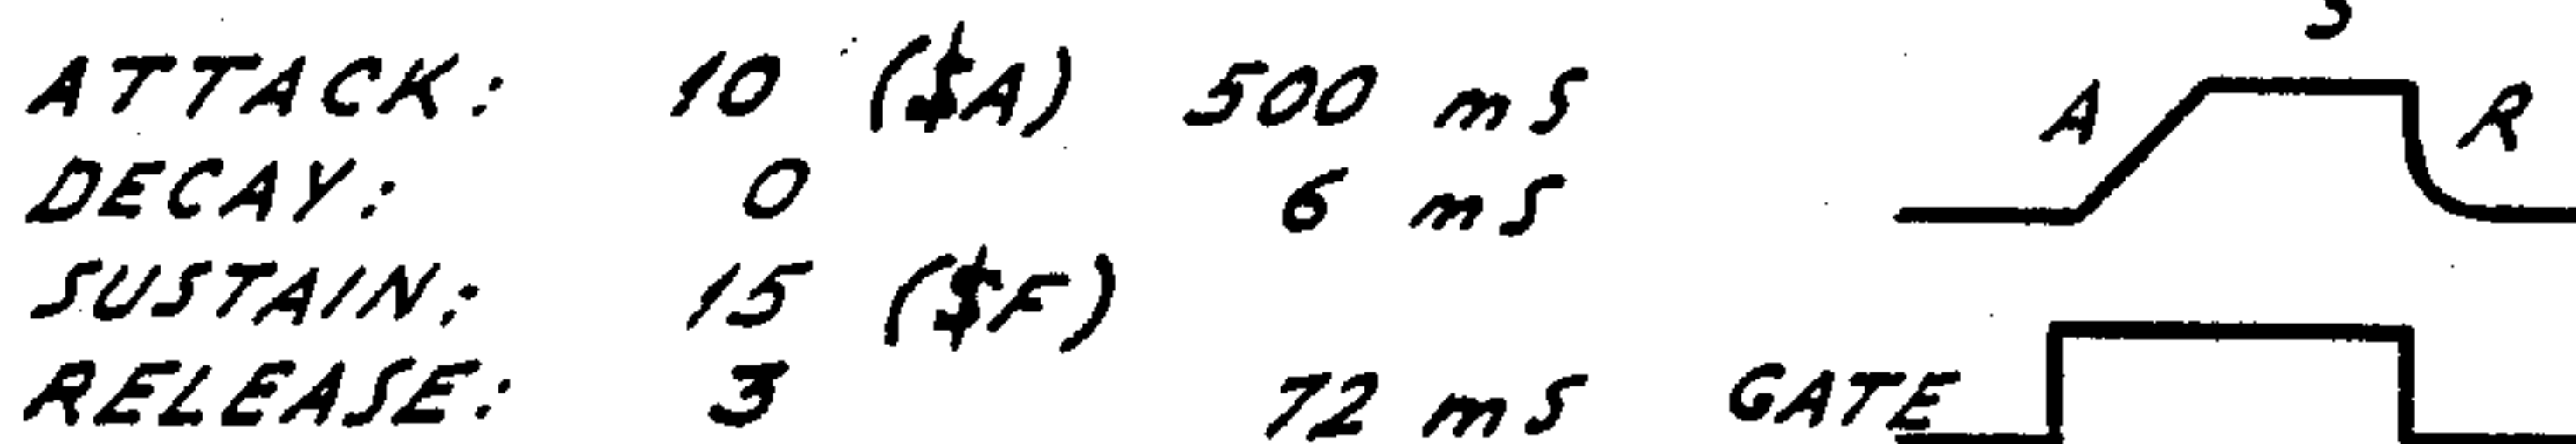 S
ATTACK: 10 ($A) 500 mS A R
DECAY: 0 6 mS
SUSTAIN: 15 ($F)
RELEASE: 3 72 mS GATE